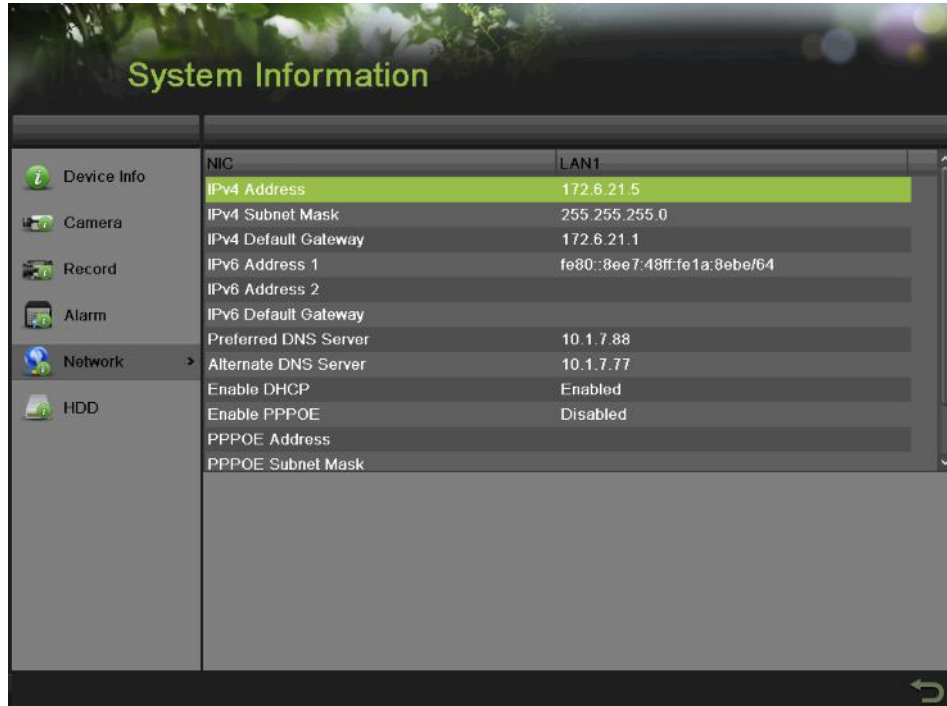 System Information
Device Info
Camera
Record
Alarm
Network >
HDD
NIC LAN1
IPv4 Address 172.6.21.5
IPv4 Subnet Mask 255.255.255.0
IPv4 Default Gateway 172.6.21.1
IPv6 Address 1 fe80::8ee7:48ff:fe1a:8ebe/64
IPv6 Address 2
IPv6 Default Gateway
Preferred DNS Server 10.1.7.88
Alternate DNS Server 10.1.7.77
Enable DHCP Enabled
Enable PPPOE Disabled
PPPOE Address
PPPOE Subnet Mask